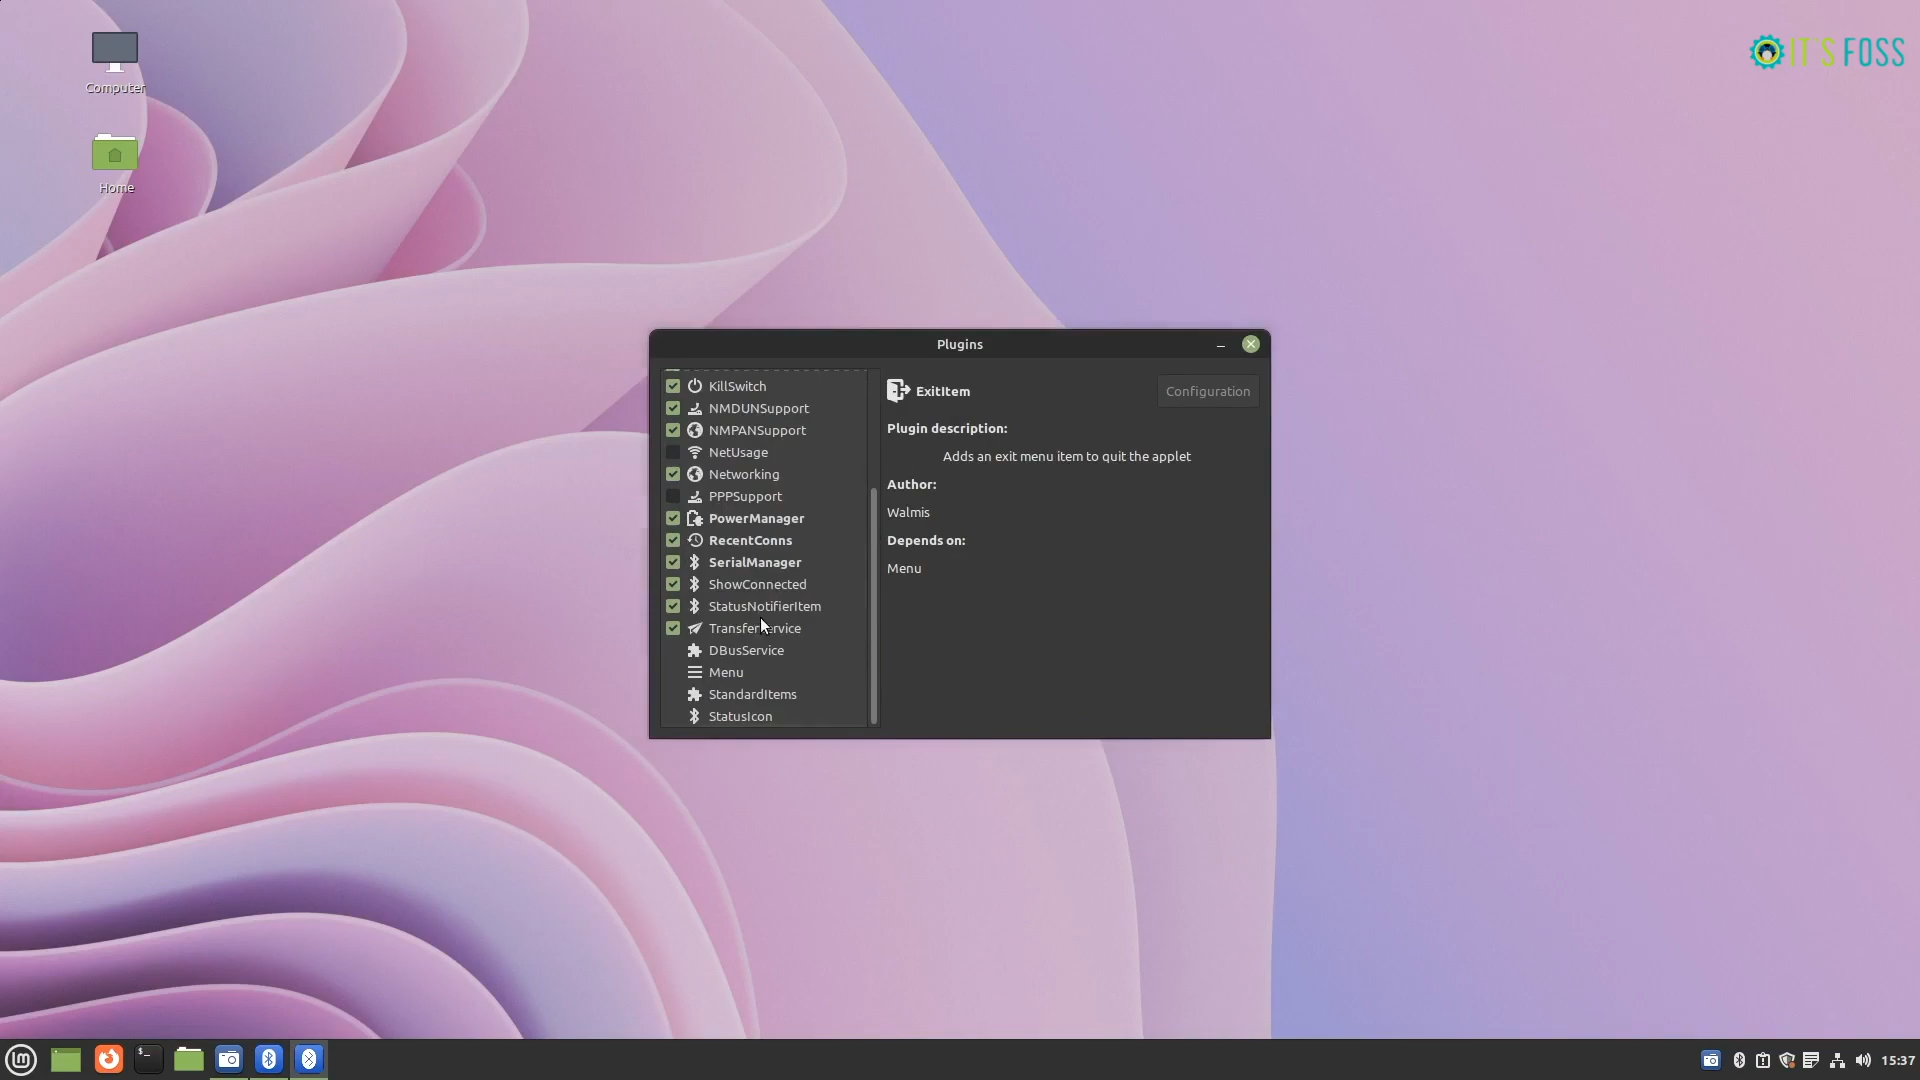 Computer
Home
IT'S FOSS
Plugins
KillSwitch
NMDUNSupport
NMPANSupport
NetUsage
Networking
PPPSupport
PowerManager
RecentConns
SerialManager
ShowConnected
StatusNotifierItem
TransferService
DBusService
Menu
StandardItems
StatusIcon
ExitItem
Configuration
Plugin description:
Adds an exit menu item to quit the applet
Author:
Walmis
Depends on:
Menu
15:37